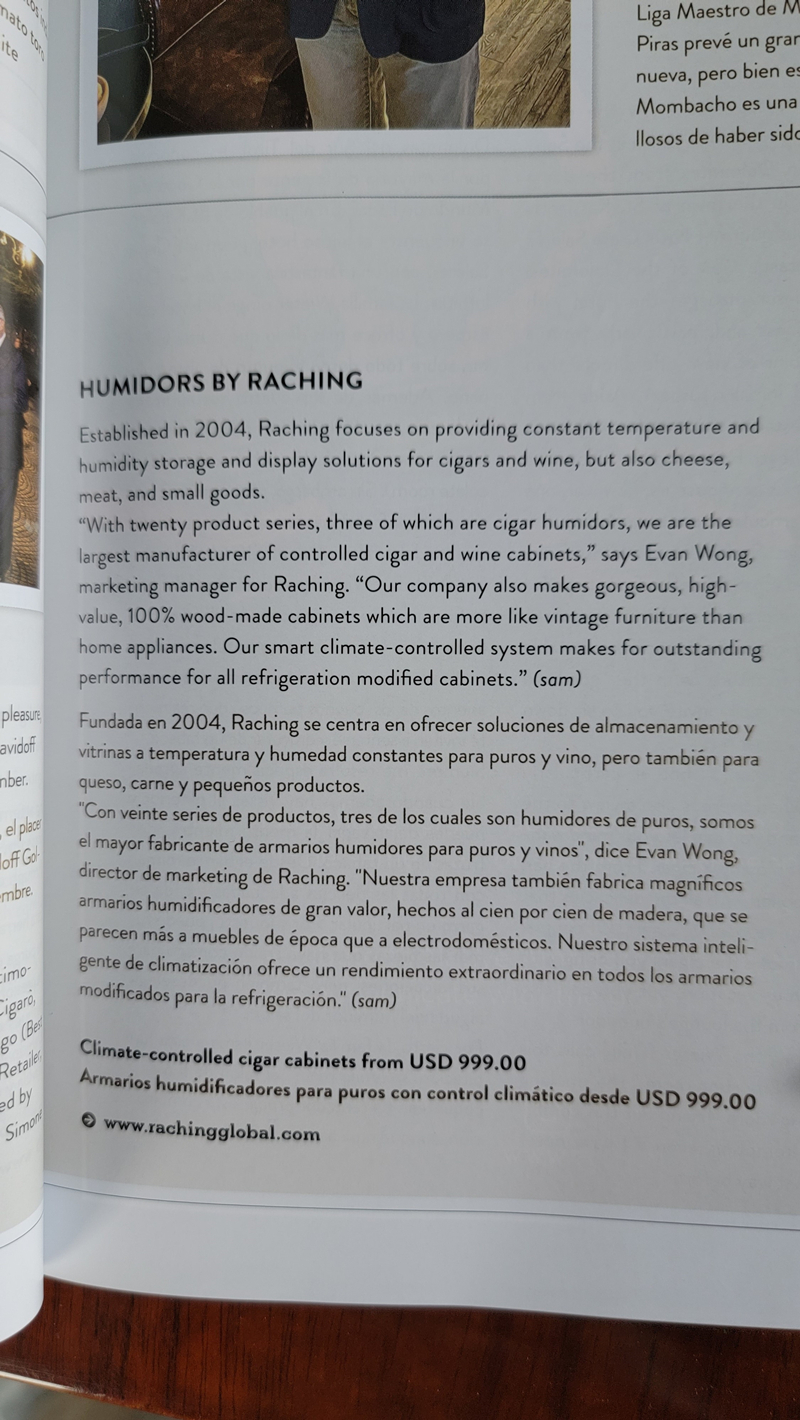 Liga Maestro de M
Piras prevé un gran
nueva, pero bien es
Mombacho es una
llosos de haber sido
HUMIDORS BY RACHING
Established in 2004, Raching focuses on providing constant temperature and
humidity storage and display solutions for cigars and wine, but also cheese,
meat, and small goods.
“With twenty product series, three of which are cigar humidors, we are the
largest manufacturer of controlled cigar and wine cabinets,” says Evan Wong,
marketing manager for Raching. “Our company also makes gorgeous, high-
value, 100% wood-made cabinets which are more like vintage furniture than
home appliances. Our smart climate-controlled system makes for outstanding
performance for all refrigeration modified cabinets.” (sam)
Fundada en 2004, Raching se centra en ofrecer soluciones de almacenamiento y
vitrinas a temperatura y humedad constantes para puros y vino, pero también para
queso, carne y pequeños productos.
"Con veinte series de productos, tres de los cuales son humidores de puros, somos
el mayor fabricante de armarios humidores para puros y vinos", dice Evan Wong,
director de marketing de Raching. "Nuestra empresa también fabrica magníficos
armarios humidificadores de gran valor, hechos al cien por cien de madera, que se
parecen más a muebles de época que a electrodomésticos. Nuestro sistema inteli-
gente de climatización ofrece un rendimiento extraordinario en todos los armarios
modificados para la refrigeración." (sam)
Climate-controlled cigar cabinets from USD 999.00
Armarios humidificadores para puros con control climático desde USD 999.00
www.rachingglobal.com
pleasure,
avidoff
mber.
, el place
loff Gol-
mbre.
cimo-
Cigaró,
go (Bes
Retailer,
ed by
Simone